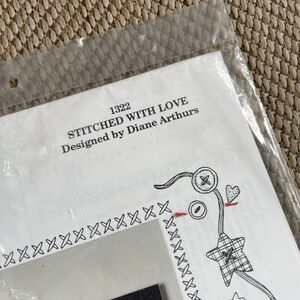 1322
STITCHED WITH LOVE
Designed by Diane Arthurs